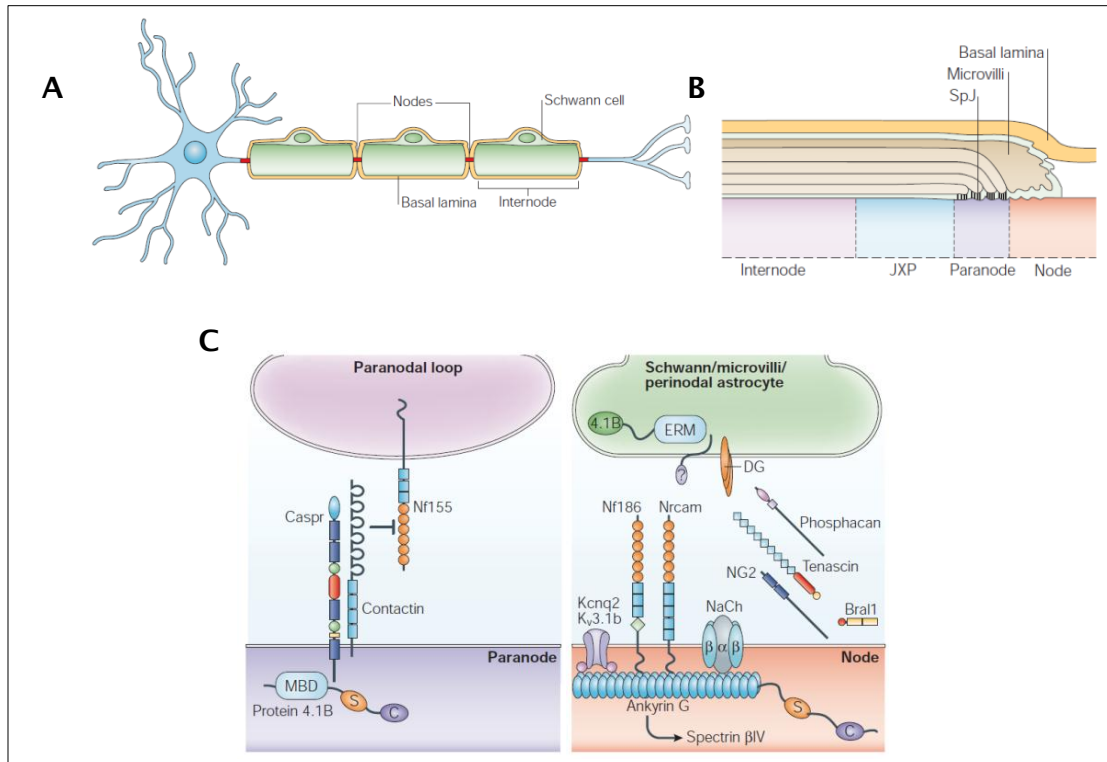 A
Nodes
Schwann cell
Basal lamina
Internode
B
Basal lamina
Microvilli
SpJ
Internode
JXP
Paranode
Node
C
Paranodal loop
Nf155
Caspr
Contactin
Paranode
MBD
S
C
Protein 4.1B
Schwann/microvilli/
perinodal astrocyte
4.1B
ERM
?
DG
Nf186
Nrcam
Phosphacan
Tenascin
NG2
Bral1
Kcnq2
Kv3.1b
NaCh
β α β
Node
Ankyrin G
S
C
Spectrin βIV